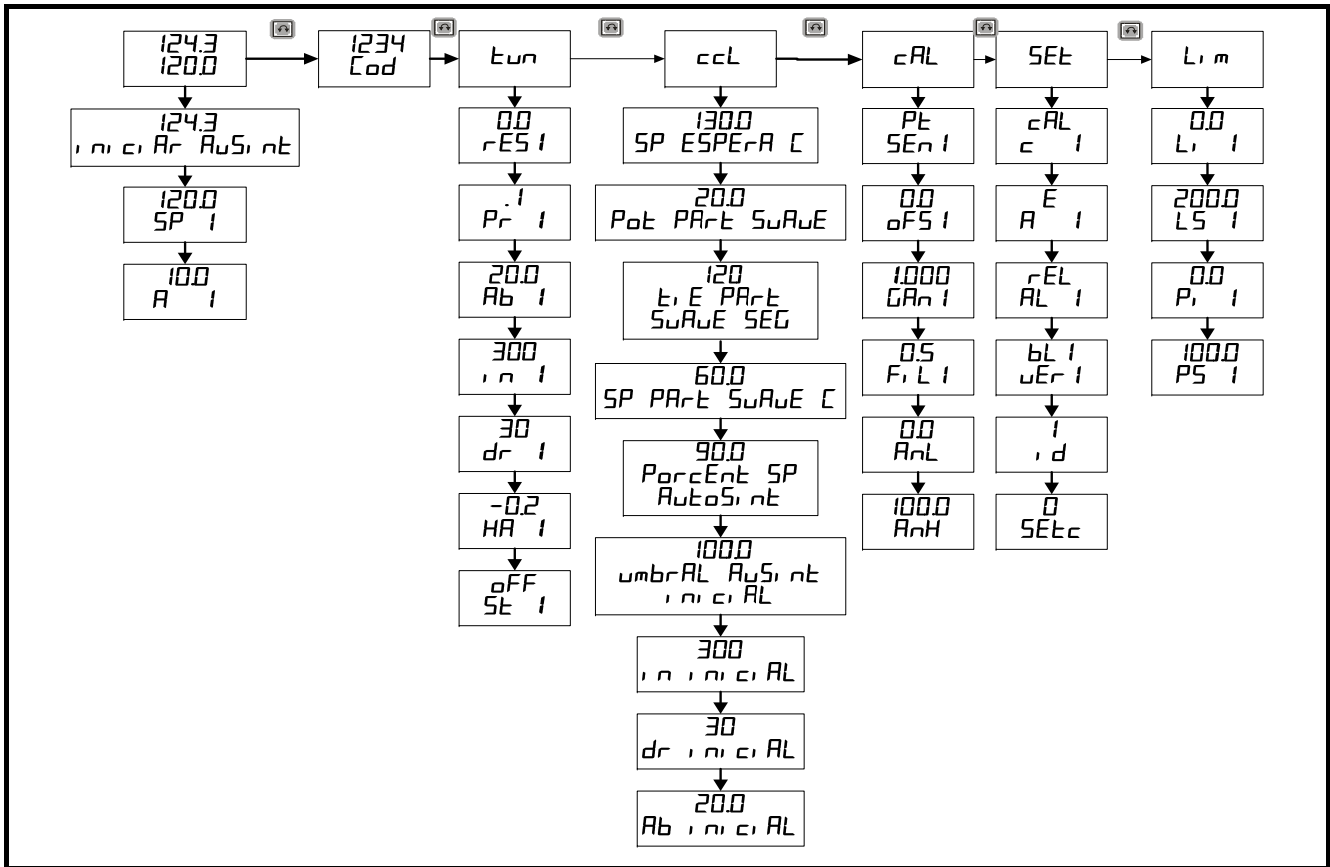 124.3
120.0
1234
Cod
tun
ccL
cAL
SEt
Lim
124.3
iniciAr AuSint
120.0
SP 1
10.0
A 1
0.0
rES 1
.1
Pr 1
20.0
Ab 1
300
in 1
30
dr 1
-0.2
HA 1
oFF
St 1
130.0
SP ESPErA C
20.0
Pot PArt SuAuE
120
tiE PArt
SuAuE SEG
60.0
SP PArt SuAuE C
90.0
PorcEnt SP
AutoSint
100.0
umbrAL AuSint
iniciAL
300
in iniciAL
30
dr iniciAL
20.0
Ab iniciAL
Pt
SEn1
0.0
oFS1
1.000
GAn1
0.5
FiL1
0.0
AnL
100.0
AnH
cAL
c 1
E
A 1
rEL
AL 1
bL 1
uEr1
1
id
0
SEtc
0.0
Li 1
200.0
LS 1
0.0
Pi 1
100.0
PS 1